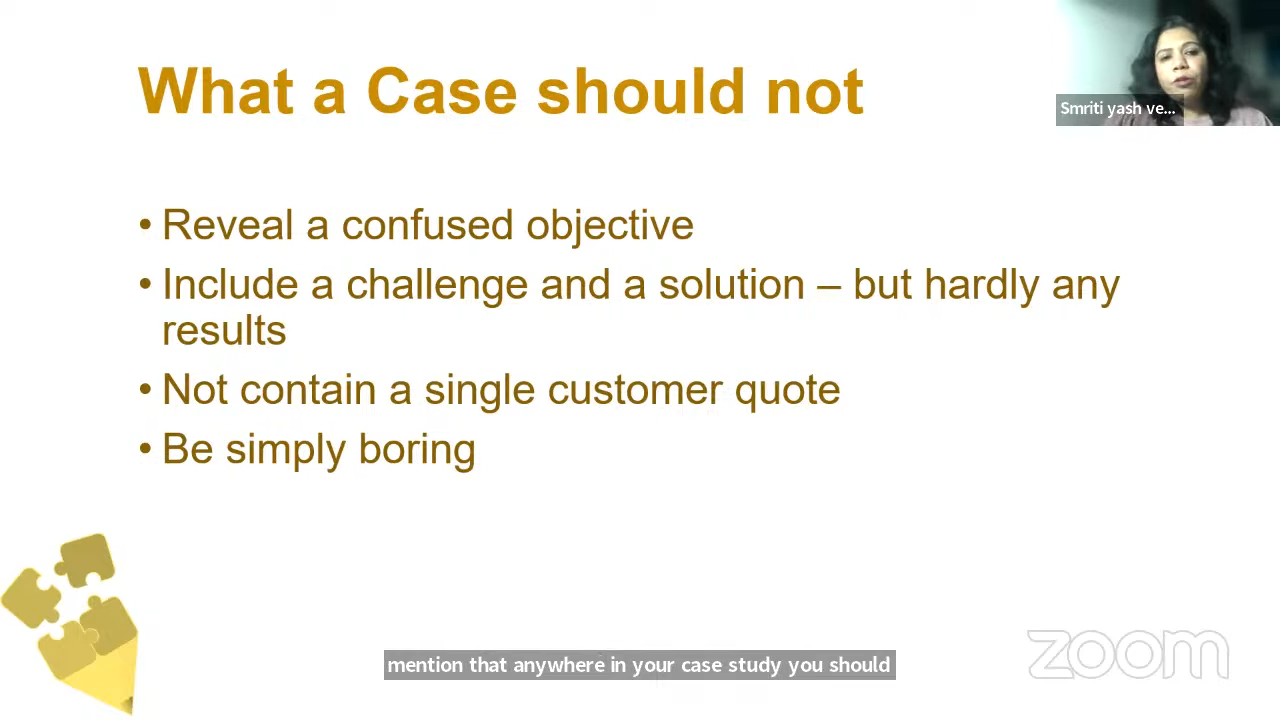 What a Case should not
Smriti yash ve...
• Reveal a confused objective
• Include a challenge and a solution – but hardly any
results
• Not contain a single customer quote
• Be simply boring
mention that anywhere in your case study you should
zoom